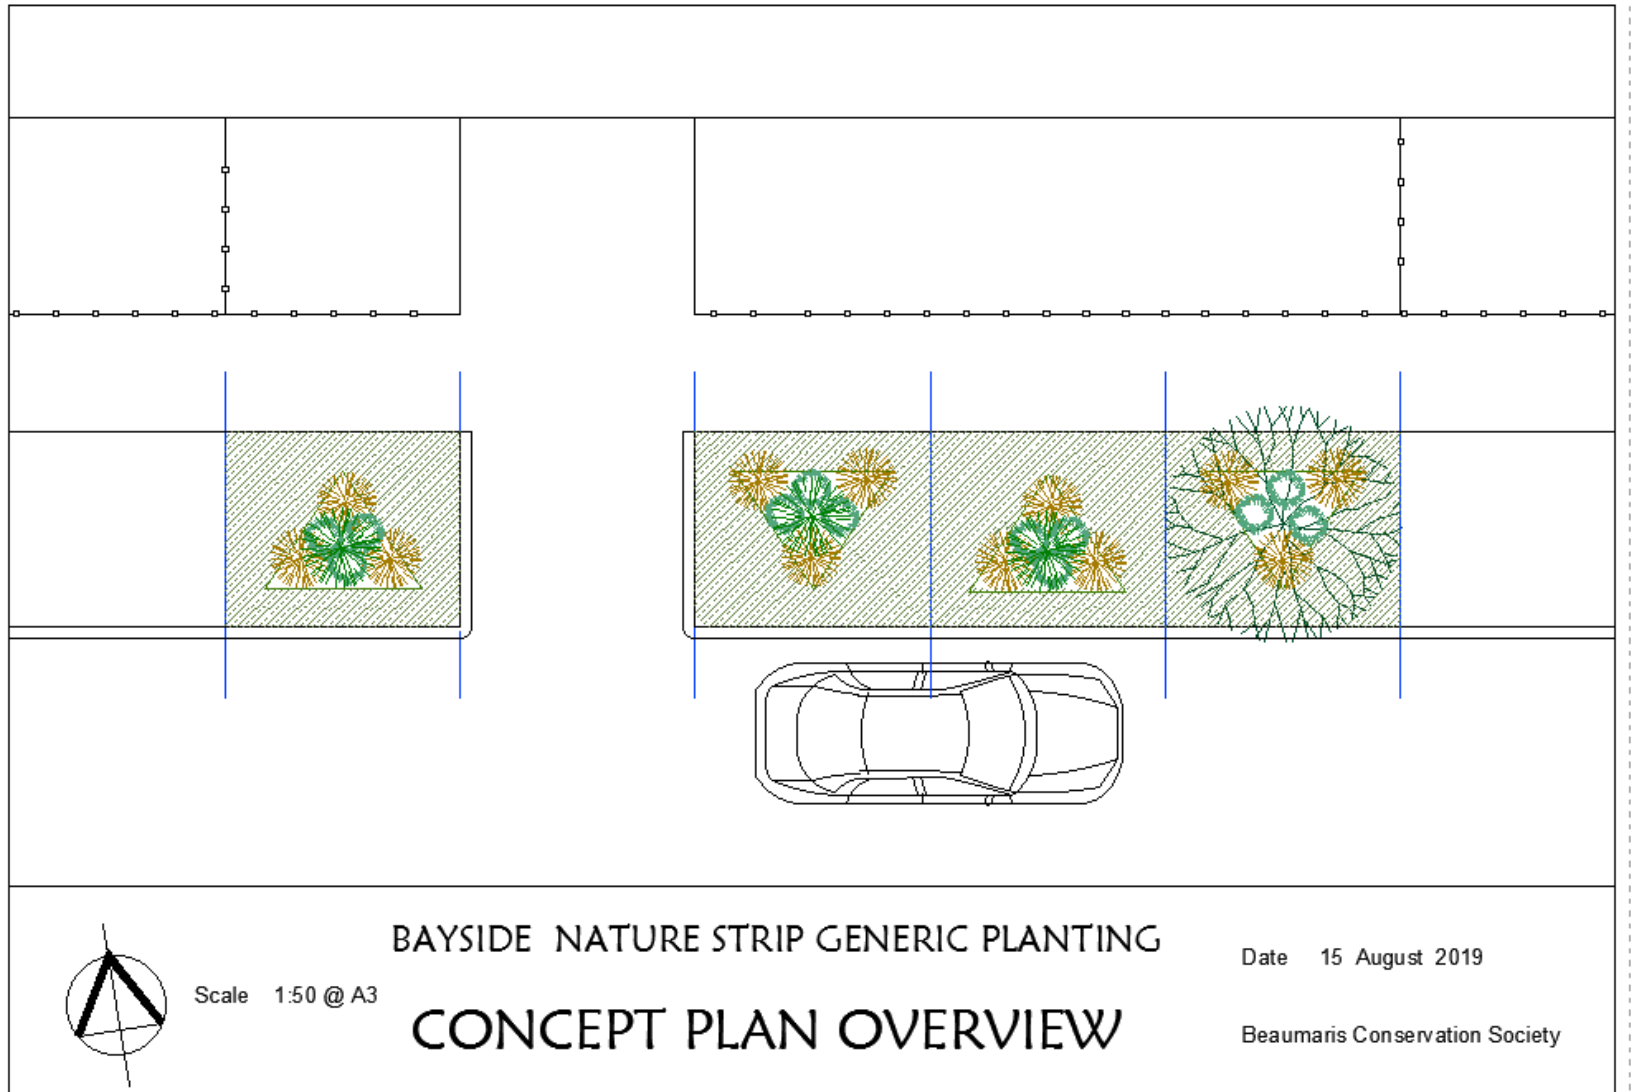 BAYSIDE NATURE STRIP GENERIC PLANTING
Date 15 August 2019
Scale 1:50 @ A3
CONCEPT PLAN OVERVIEW
Beaumaris Conservation Society